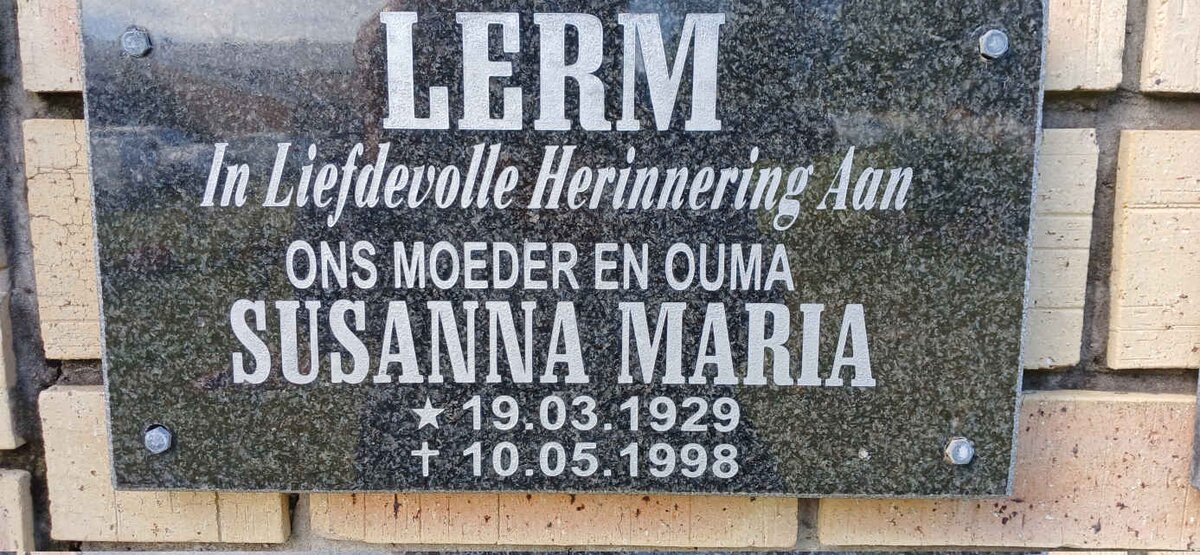 LERM
In Liefdevolle Herinnering Aan
ONS MOEDER EN OUMA
SUSANNA MARIA
★ 19.03.1929
✝ 10.05.1998